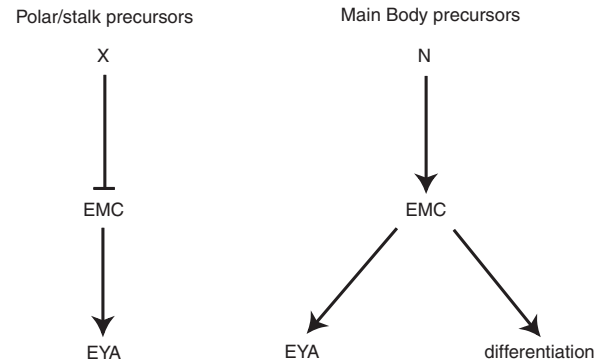 Polar/stalk precursors
X
EMC
EYA
Main Body precursors
N
EMC
EYA
differentiation